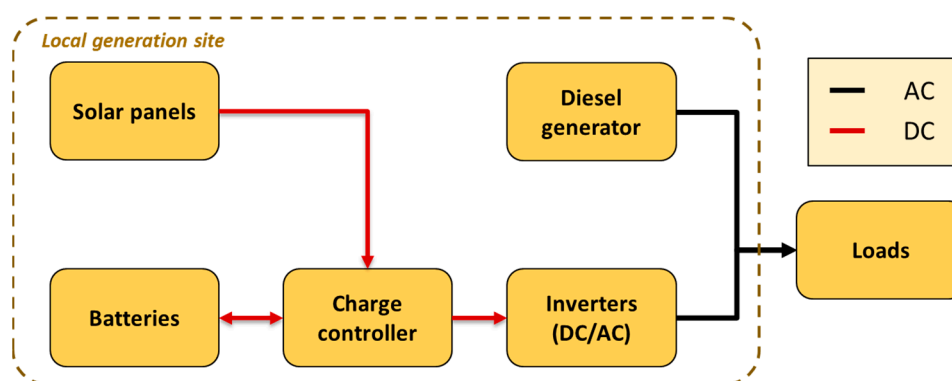 Local generation site
Solar panels
Diesel
generator
AC
DC
Loads
Batteries
Charge
controller
Inverters
(DC/AC)